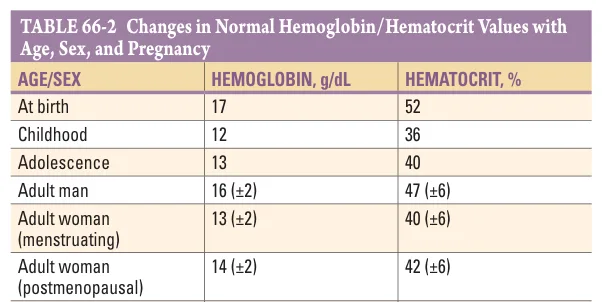 TABLE 66-2 Changes in Normal Hemoglobin/Hematocrit Values with
Age, Sex, and Pregnancy
AGE/SEX HEMOGLOBIN, g/dL HEMATOCRIT, %
At birth 17 52
Childhood 12 36
Adolescence 13 40
Adult man 16 (±2) 47 (±6)
Adult woman 13 (±2) 40 (±6)
(menstruating)
Adult woman 14 (±2) 42 (±6)
(postmenopausal)